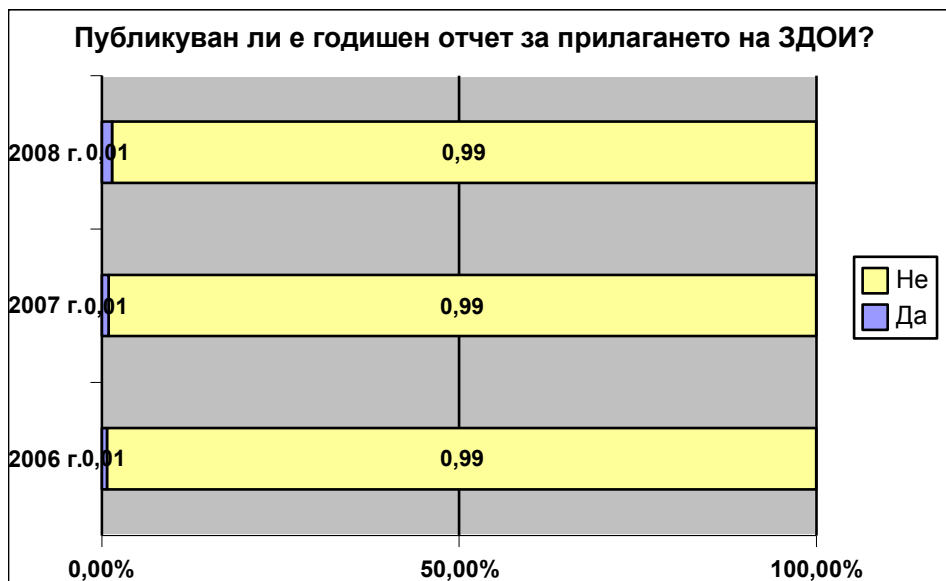 Публикуван ли е годишен отчет за прилагането на ЗДОИ?
2008 г. 0,01 0,99
2007 г. 0,01 0,99
2006 г. 0,01 0,99
Не
Да
0,00% 50,00% 100,00%